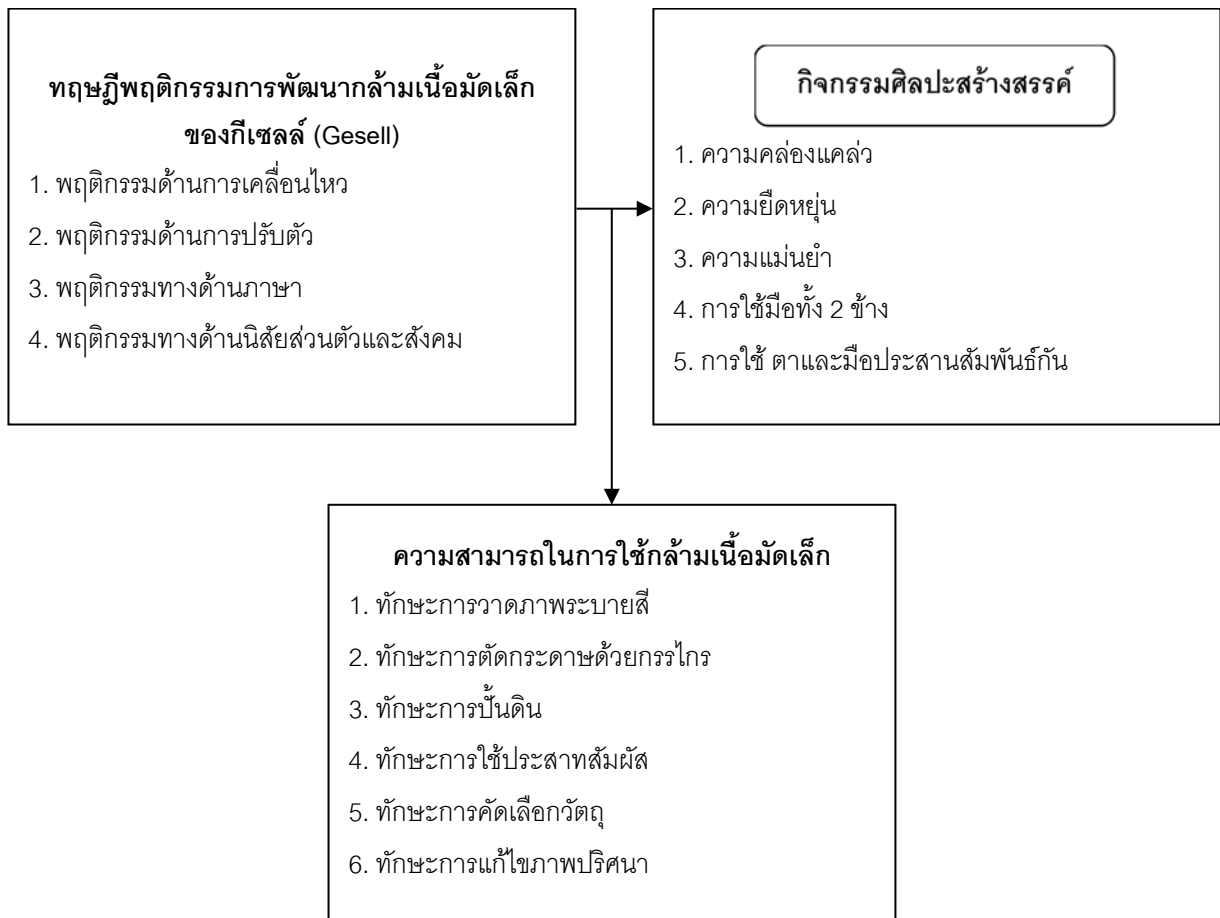 ทฤษฎีพฤติกรรมการพัฒนากล้ามเนื้อมัดเล็ก
ของกีเซลล์ (Gesell)
1. พฤติกรรมด้านการเคลื่อนไหว
2. พฤติกรรมด้านการปรับตัว
3. พฤติกรรมทางด้านภาษา
4. พฤติกรรมทางด้านนิสัยส่วนตัวและสังคม
กิจกรรมศิลปะสร้างสรรค์
1. ความคล่องแคล่ว
2. ความยืดหยุ่น
3. ความแม่นยำ
4. การใช้มือทั้ง 2 ข้าง
5. การใช้ ตาและมือประสานสัมพันธ์กัน
ความสามารถในการใช้กล้ามเนื้อมัดเล็ก
1. ทักษะการวาดภาพระบายสี
2. ทักษะการตัดกระดาษด้วยกรรไกร
3. ทักษะการปั้นดิน
4. ทักษะการใช้ประสาทสัมผัส
5. ทักษะการคัดเลือกวัตถุ
6. ทักษะการแก้ไขภาพปริศนา